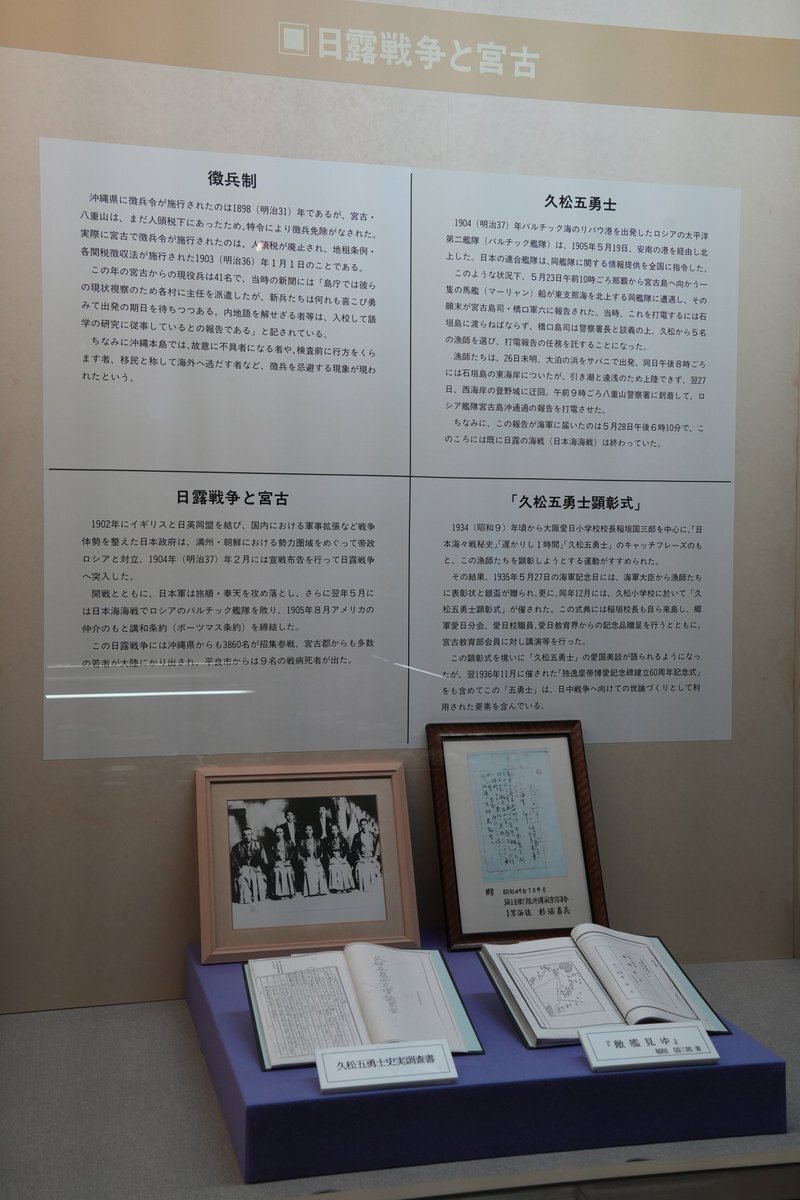 日露戦争と宮古
徴兵制
沖縄県に徴兵令が施行されたのは1898（明治31）年であるが、宮古・
八重山は、まだ人頭税下にあったため、特令により徴兵免除がなされた。
実際に宮古で徴兵令が施行されたのは、人頭税が廃止され、地租条例・
各関税徴収法が施行された1903（明治36）年１月１日のことである。
この年の宮古からの現役兵は41名で、当時の新聞には「島庁では彼ら
の現状視察のため各村に主任を派遣したが、新兵たちは何れも喜こび勇
みて出発の期日を待ちつつある。内地語を解せざる者等は、入校して語
学の研究に従事しているとの報告である」と記されている。
ちなみに沖縄本島では、故意に不具者になる者や、検査前に行方をくら
ます者、移民と称して海外へ逃だす者など、徴兵を忌避する現象が現わ
れたという。
久松五勇士
1904（明治37）年バルチック海のリバウ港を出発したロシアの太平洋
第二艦隊（バルチック艦隊）は、1905年５月19日、安南の港を経由し北
上した。日本の連合艦隊は、同艦隊に関する情報提供を全国に指令した。
このような状況下、５月23日午前10時ごろ那覇から宮古島へ向かう一
隻の馬艦（マーリャン）船が東支那海を北上する同艦隊に遭遇し、その
顛末が宮古島司・橋口軍六に報告された。当時、これを打電するには石
垣島に渡らねばならず、橋口島司は警察署長と談義の上、久松から５名
の漁師を選び、打電報告の任務を託することになった。
漁師たちは、26日未明、大泊の浜をサバニで出発、同日午後８時ごろ
には石垣島の東海岸についたが、引き潮と遠浅のため上陸できず、翌27
日、西海岸の登野城に迂回。午前９時ごろ八重山警察署に到着して、ロ
シア艦隊宮古島沖通過の報告を打電させた。
ちなみに、この報告が海軍に届いたのは５月28日午後６時10分で、こ
のころには既に日露の海戦（日本海海戦）は終わっていた。
日露戦争と宮古
1902年にイギリスと日英同盟を結び、国内における軍事拡張など戦争
体勢を整えた日本政府は、満州・朝鮮における勢力圏域をめぐって帝政
ロシアと対立、1904年（明治37）年２月には宣戦布告を行って日露戦争
へ突入した。
開戦とともに、日本軍は旅順・奉天を攻め落とし、さらに翌年５月に
は日本海海戦でロシアのバルチック艦隊を敗り、1905年８月アメリカの
仲介のもと講和条約（ポーツマス条約）を締結した。
この日露戦争には沖縄県からも3860名が招集参戦、宮古郡からも多数
の若者が大陸にかり出され、平良市からは９名の戦病死者が出た。
「久松五勇士顕彰式」
1934（昭和９）年頃から大阪愛日小学校校長稲垣国三郎を中心に、「日
本海々戦秘史」「遅かりし１時間」「久松五勇士」のキャッチフレーズのも
と、この漁師たちを顕彰しようとする運動がすすめられた。
その結果、1935年５月27日の海軍記念日には、海軍大臣から漁師たち
に表彰状と銀盃が贈られ、更に、同年12月には、久松小学校に於いて「久
松五勇士顕彰式」が催された。この式典には稲垣校長も自ら来島し、郷
軍愛日分会、愛日校職員、愛日教育界からの記念品贈呈を行うとともに、
宮古教育部会員に対し講演等を行った。
この顕彰式を境いに「久松五勇士」の愛国美談が語られるようになっ
たが、翌1936年11月に催された「独逸皇帝博愛記念碑建立60周年記念式」
をも含めてこの「五勇士」は、日中戦争へ向けての世論づくりとして利
用された要素を含んでいる。
贈 昭和49年7月9日
久松五勇士史実調査書
『敵艦見ゆ』
国三郎 著